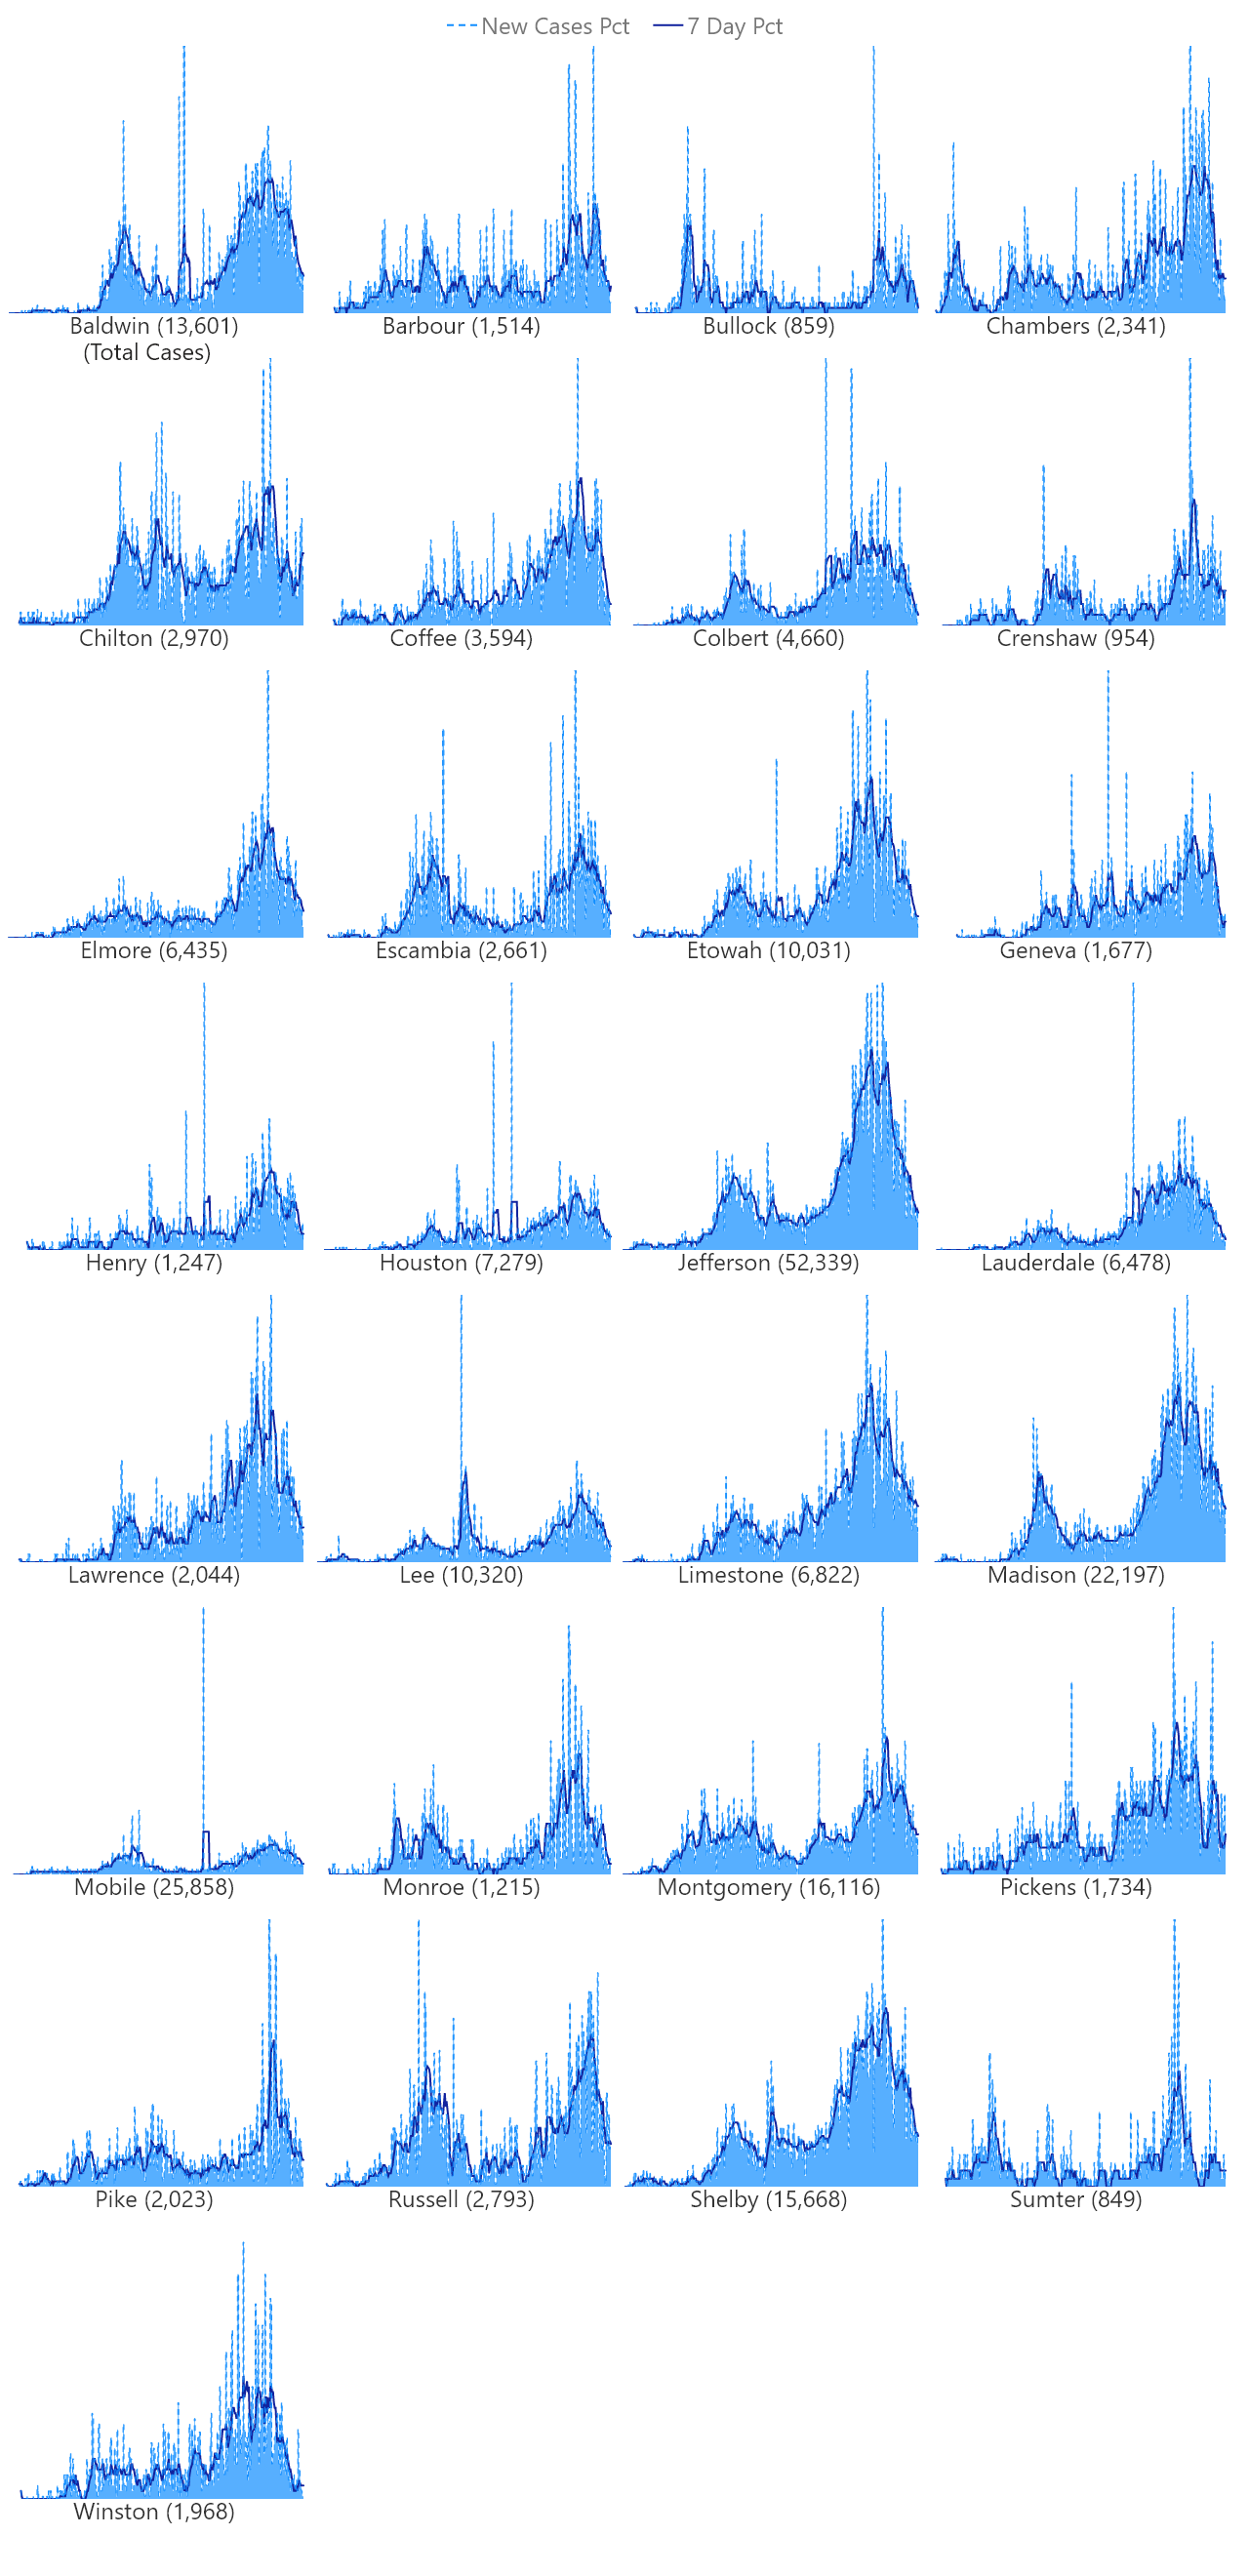 New Cases Pct 7 Day Pct
Baldwin (13,601) Barbour (1,514) Bullock (859) Chambers (2,341)
(Total Cases)
Chilton (2,970) Coffee (3,594) Colbert (4,660) Crenshaw (954)
Elmore (6,435) Escambia (2,661) Etowah (10,031) Geneva (1,677)
Henry (1,247) Houston (7,279) Jefferson (52,339) Lauderdale (6,478)
Lawrence (2,044) Lee (10,320) Limestone (6,822) Madison (22,197)
Mobile (25,858) Monroe (1,215) Montgomery (16,116) Pickens (1,734)
Pike (2,023) Russell (2,793) Shelby (15,668) Sumter (849)
Winston (1,968)